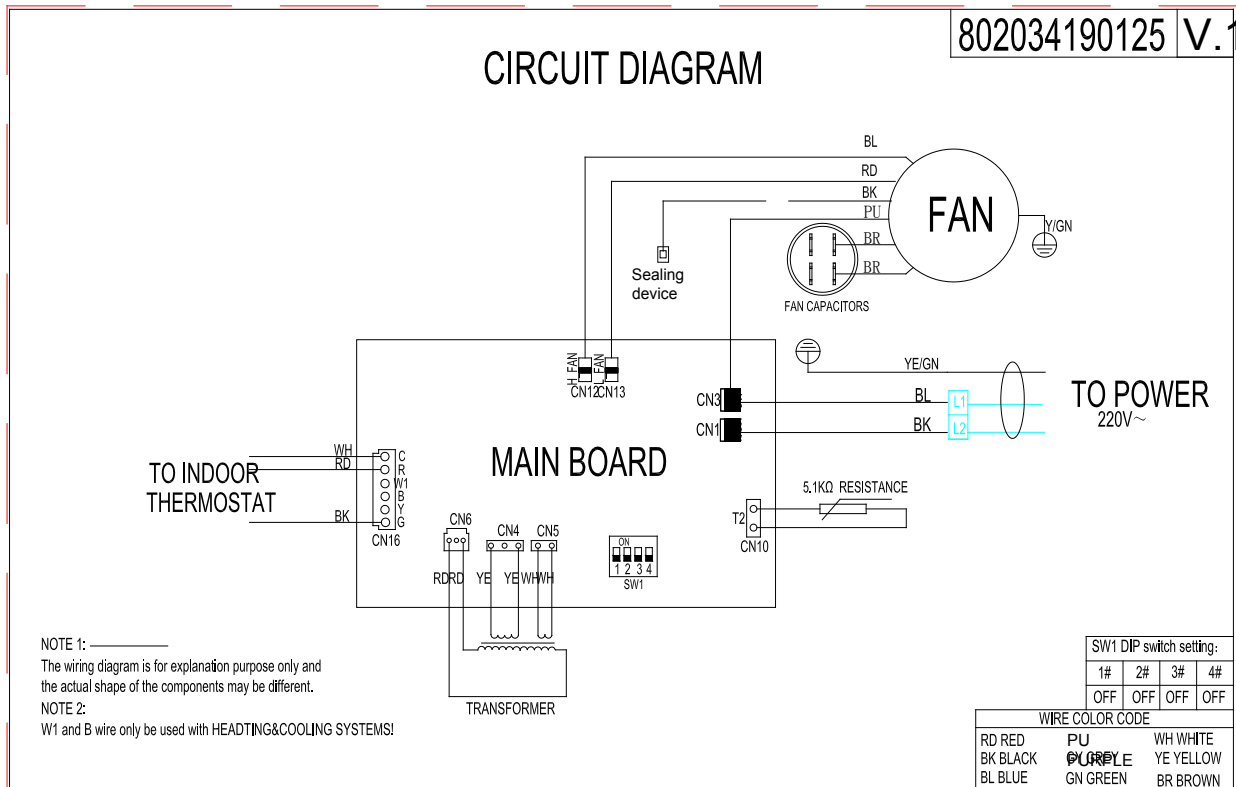 802034190125 V.1
CIRCUIT DIAGRAM
BL
RD
BK
PU
BR
BR
FAN
Y/GN
Sealing
device
FAN CAPACITORS
H_FAN
L_FAN
CN12
CN13
YE/GN
CN3
BL
L1
CN1
BK
L2
TO POWER
220V～
MAIN BOARD
TO INDOOR
THERMOSTAT
WH
RD
BK
C
R
W1
B
Y
G
CN16
5.1KΩ RESISTANCE
T2
CN10
CN6
CN4
CN5
ON
1 2 3 4
SW1
RD RD YE YE WH WH
TRANSFORMER
NOTE 1:
The wiring diagram is for explanation purpose only and
the actual shape of the components may be different.
NOTE 2:
W1 and B wire only be used with HEADTING&COOLING SYSTEMS!
SW1 DIP switch setting:
1# 2# 3# 4#
OFF OFF OFF OFF
WIRE COLOR CODE
RD RED PU WH WHITE
BK BLACK PURPLE GY GREY YE YELLOW
BL BLUE GN GREEN BR BROWN